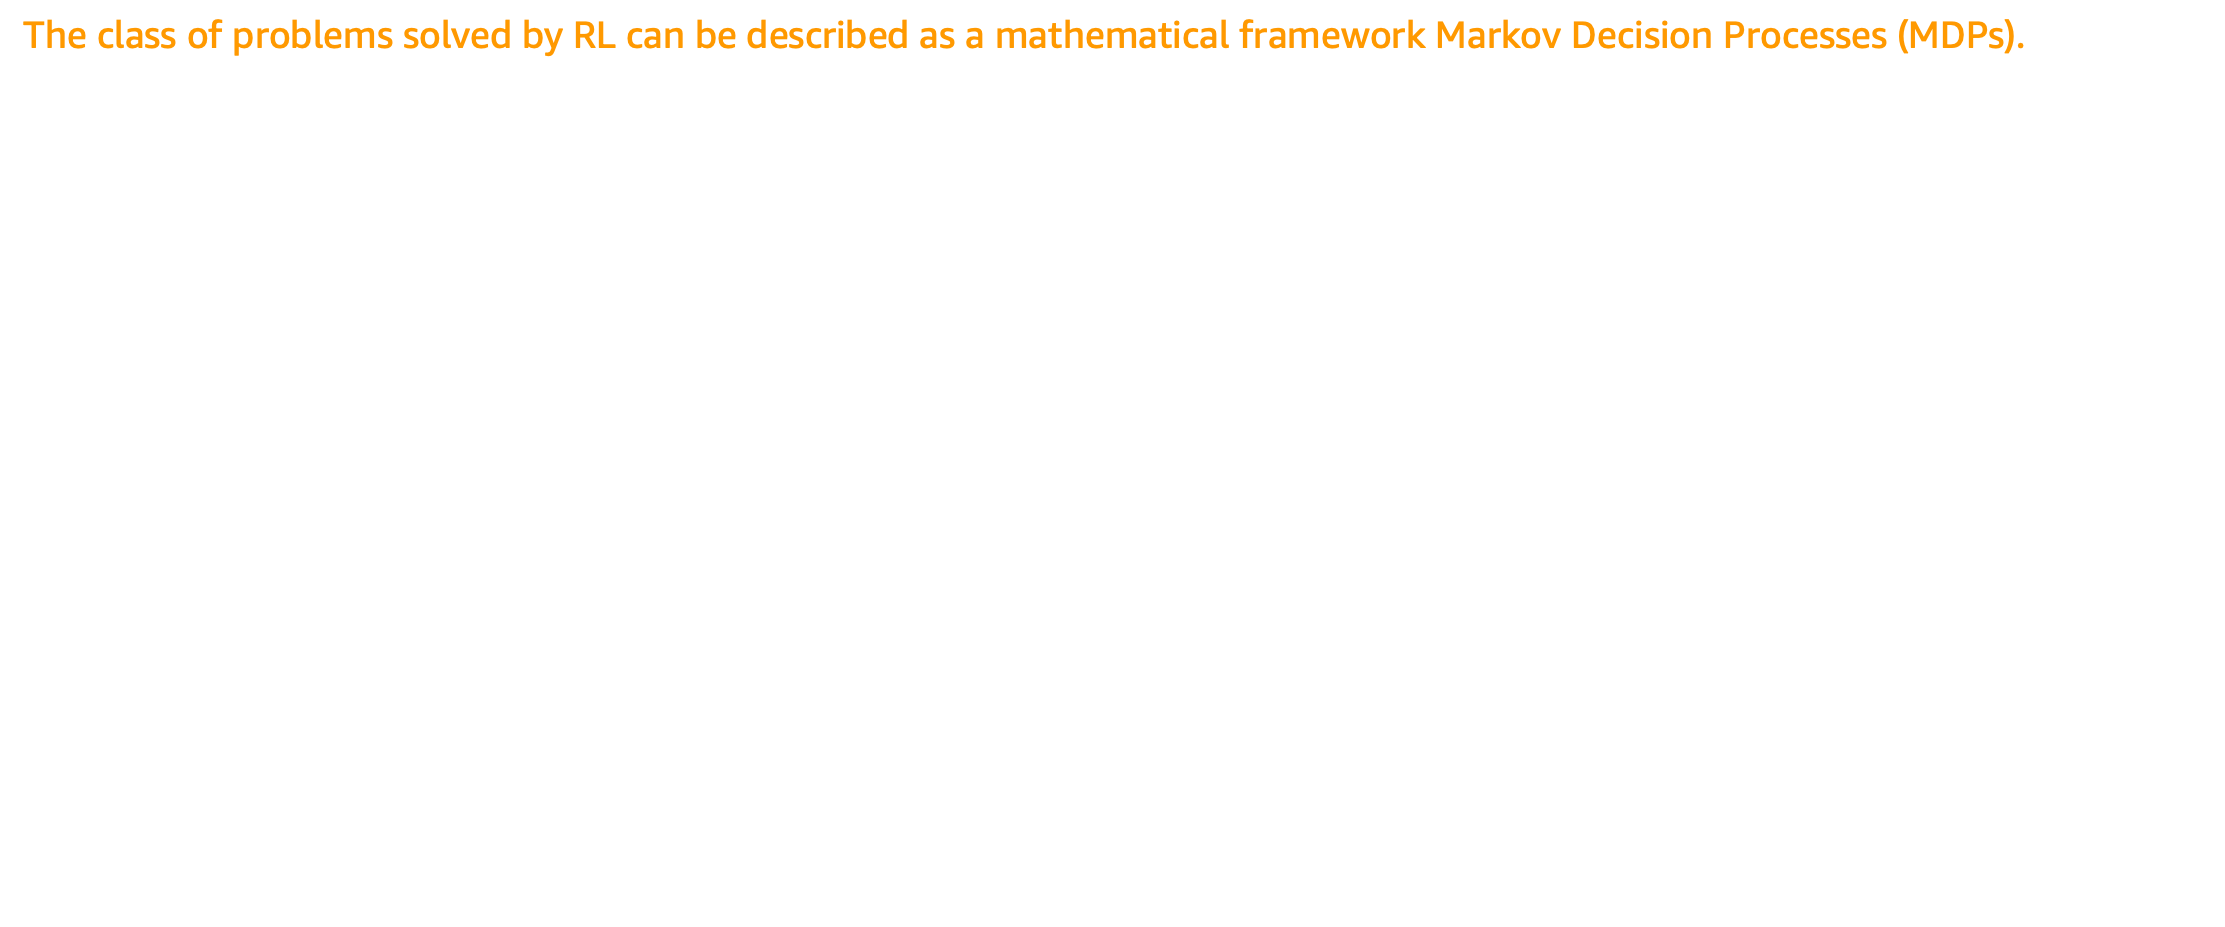 The class of problems solved by RL can be described as a mathematical framework Markov Decision Processes (MDPs).